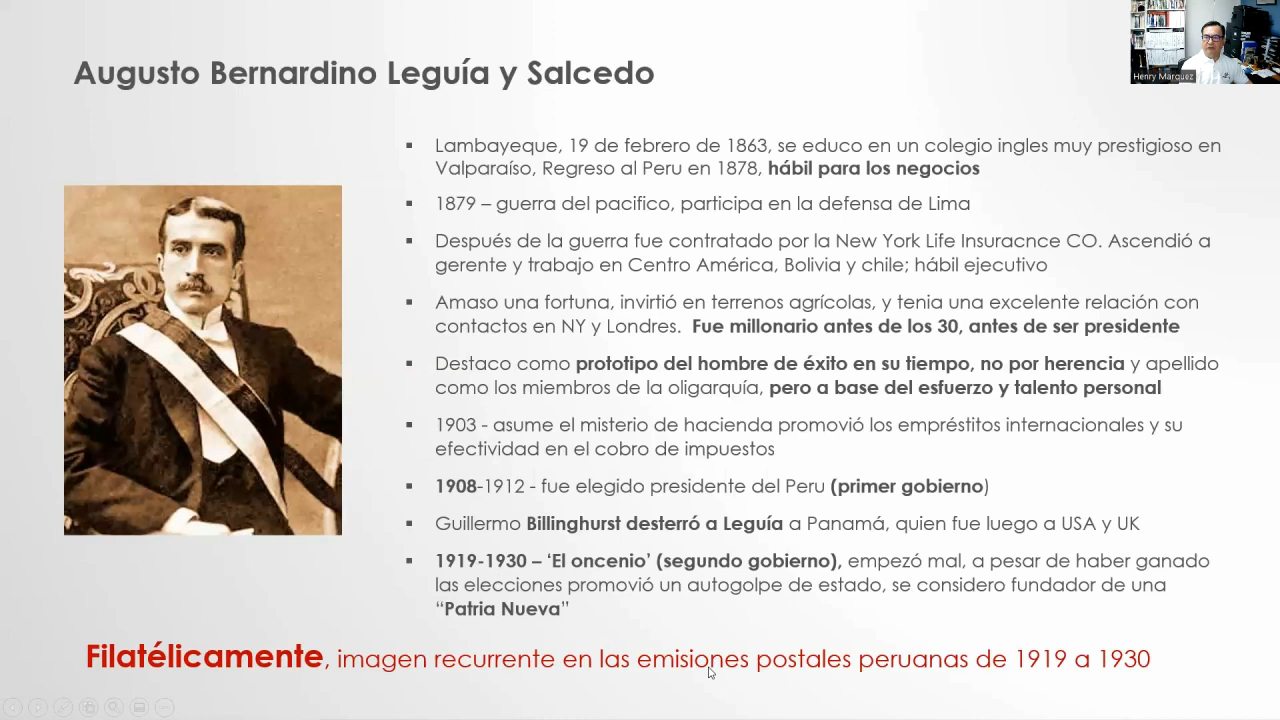 Augusto Bernardino Leguía y Salcedo
Henry Marquez
▪ Lambayeque, 19 de febrero de 1863, se educo en un colegio ingles muy prestigioso en
Valparaíso, Regreso al Peru en 1878, hábil para los negocios
▪ 1879 – guerra del pacifico, participa en la defensa de Lima
▪ Después de la guerra fue contratado por la New York Life Insuracnce CO. Ascendió a
gerente y trabajo en Centro América, Bolivia y chile; hábil ejecutivo
▪ Amaso una fortuna, invirtió en terrenos agrícolas, y tenia una excelente relación con
contactos en NY y Londres. Fue millonario antes de los 30, antes de ser presidente
▪ Destaco como prototipo del hombre de éxito en su tiempo, no por herencia y apellido
como los miembros de la oligarquía, pero a base del esfuerzo y talento personal
▪ 1903 - asume el misterio de hacienda promovió los empréstitos internacionales y su
efectividad en el cobro de impuestos
▪ 1908-1912 - fue elegido presidente del Peru (primer gobierno)
▪ Guillermo Billinghurst desterró a Leguía a Panamá, quien fue luego a USA y UK
▪ 1919-1930 – ‘El oncenio’ (segundo gobierno), empezó mal, a pesar de haber ganado
las elecciones promovió un autogolpe de estado, se considero fundador de una
“Patria Nueva”
Filatélicamente, imagen recurrente en las emisiones postales peruanas de 1919 a 1930